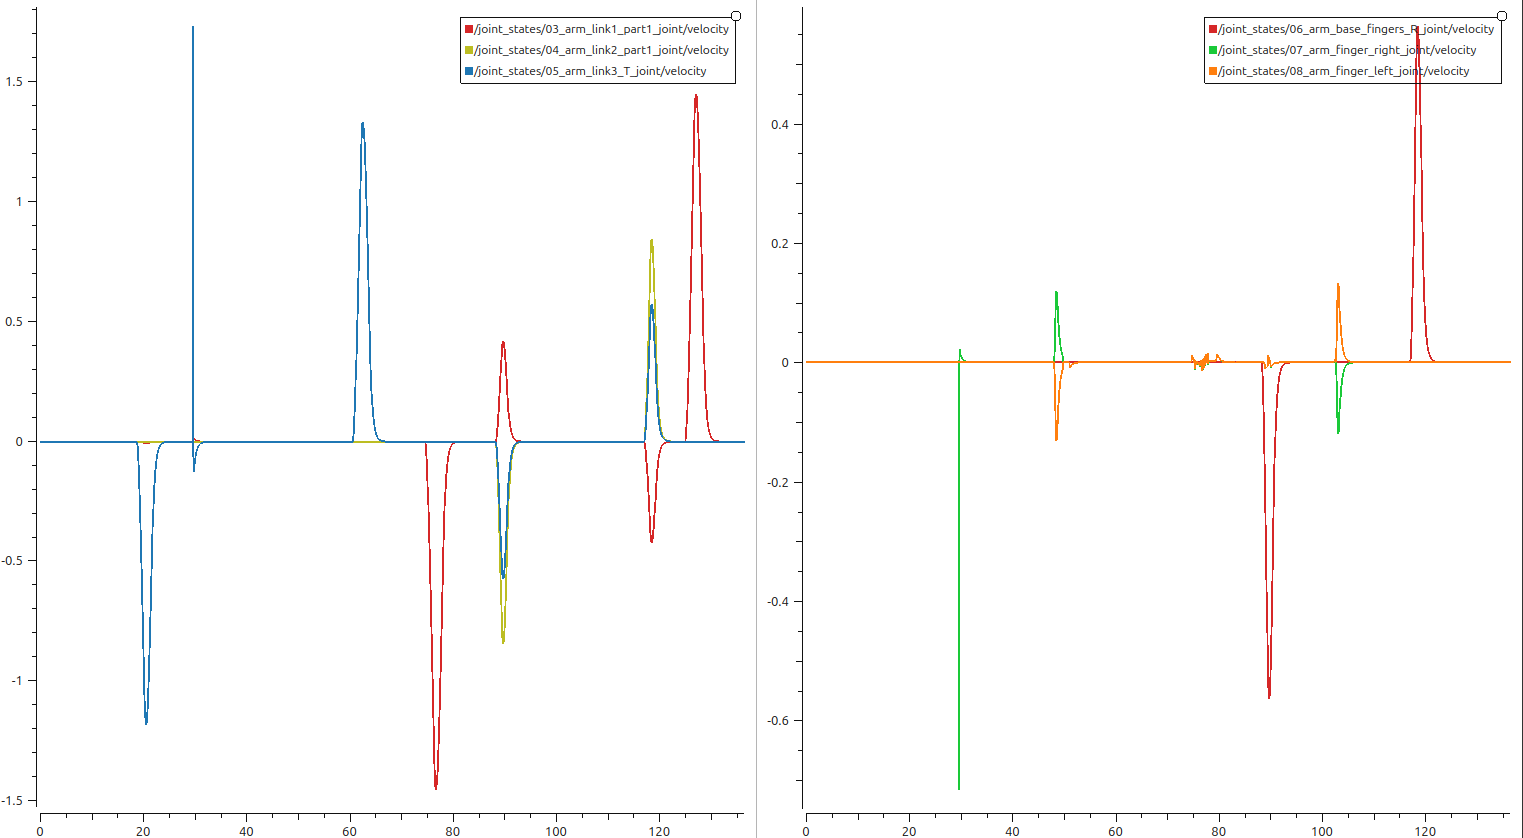 /joint_states/03_arm_link1_part1_joint/velocity
/joint_states/04_arm_link2_part1_joint/velocity
/joint_states/05_arm_link3_T_joint/velocity
1.5
1
0.5
0
-0.5
-1
-1.5
0 20 40 60 80 100 120
/joint_states/06_arm_base_fingers_R_joint/velocity
/joint_states/07_arm_finger_right_joint/velocity
/joint_states/08_arm_finger_left_joint/velocity
0.4
0.2
0
-0.2
-0.4
-0.6
0 20 40 60 80 100 120